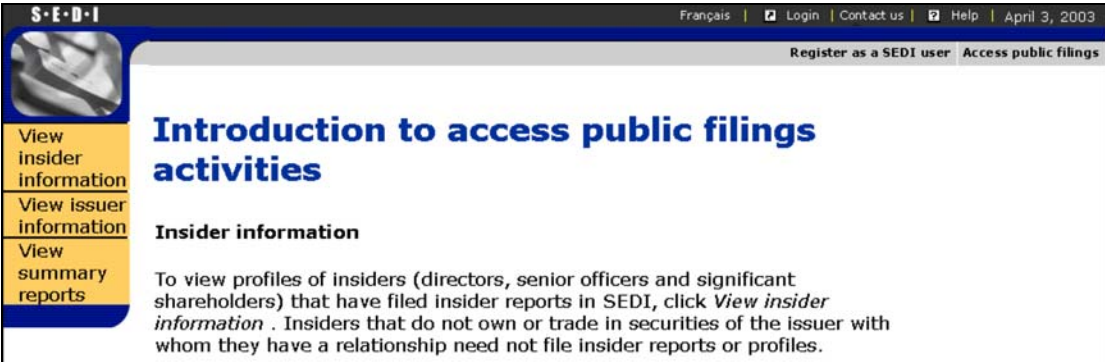 S•E•D•I
Français | Login | Contact us | ? Help | April 3, 2003
Register as a SEDI user Access public filings
View
insider
information
View issuer
information
View
summary
reports
Introduction to access public filings
activities
Insider information
To view profiles of insiders (directors, senior officers and significant
shareholders) that have filed insider reports in SEDI, click View insider
information . Insiders that do not own or trade in securities of the issuer with
whom they have a relationship need not file insider reports or profiles.